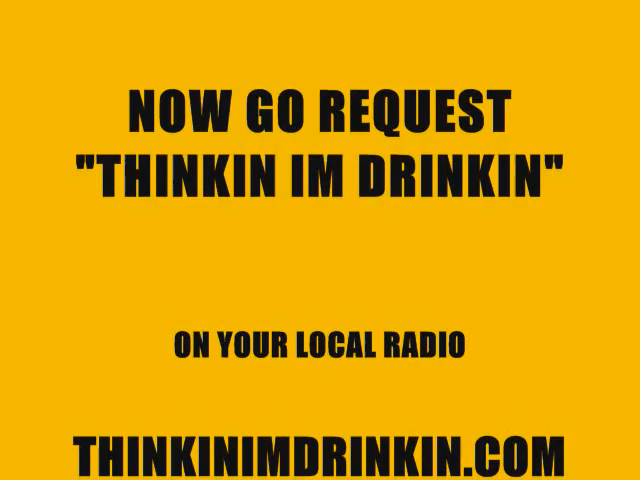 NOW GO REQUEST
"THINKIN IM DRINKIN"
ON YOUR LOCAL RADIO
THINKINIMDRINKIN.COM